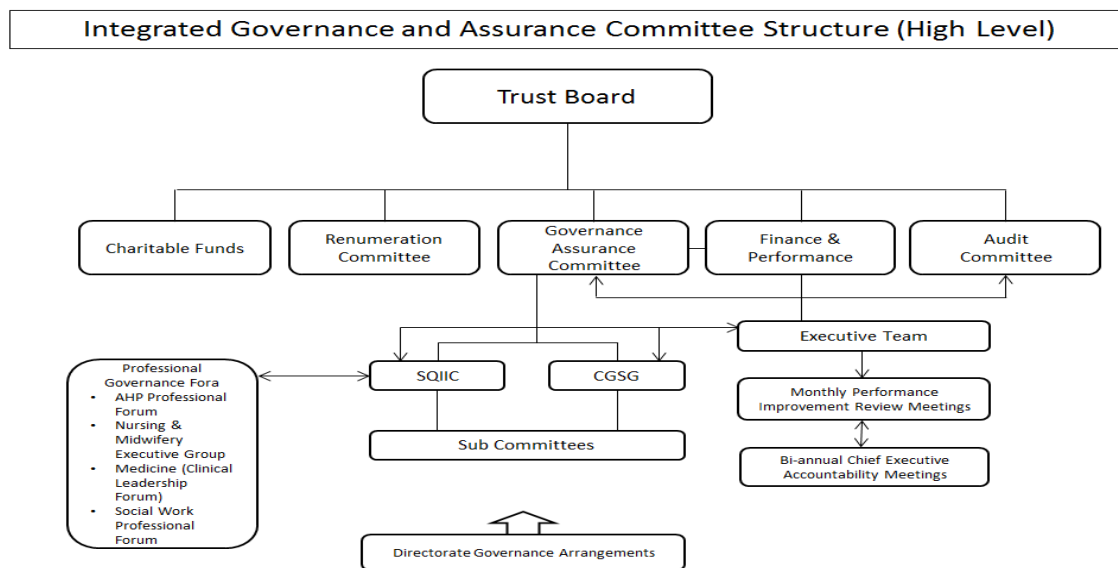 Integrated Governance and Assurance Committee Structure (High Level)
Trust Board
Charitable Funds
Renumeration
Committee
Governance
Assurance
Committee
Finance &
Performance
Audit
Committee
Executive Team
Professional
Governance Fora
• AHP Professional
Forum
• Nursing &
Midwifery
Executive Group
• Medicine (Clinical
Leadership
Forum)
• Social Work
Professional
Forum
SQIIC
CGSG
Monthly Performance
Improvement Review Meetings
Sub Committees
Bi-annual Chief Executive
Accountability Meetings
Directorate Governance Arrangements